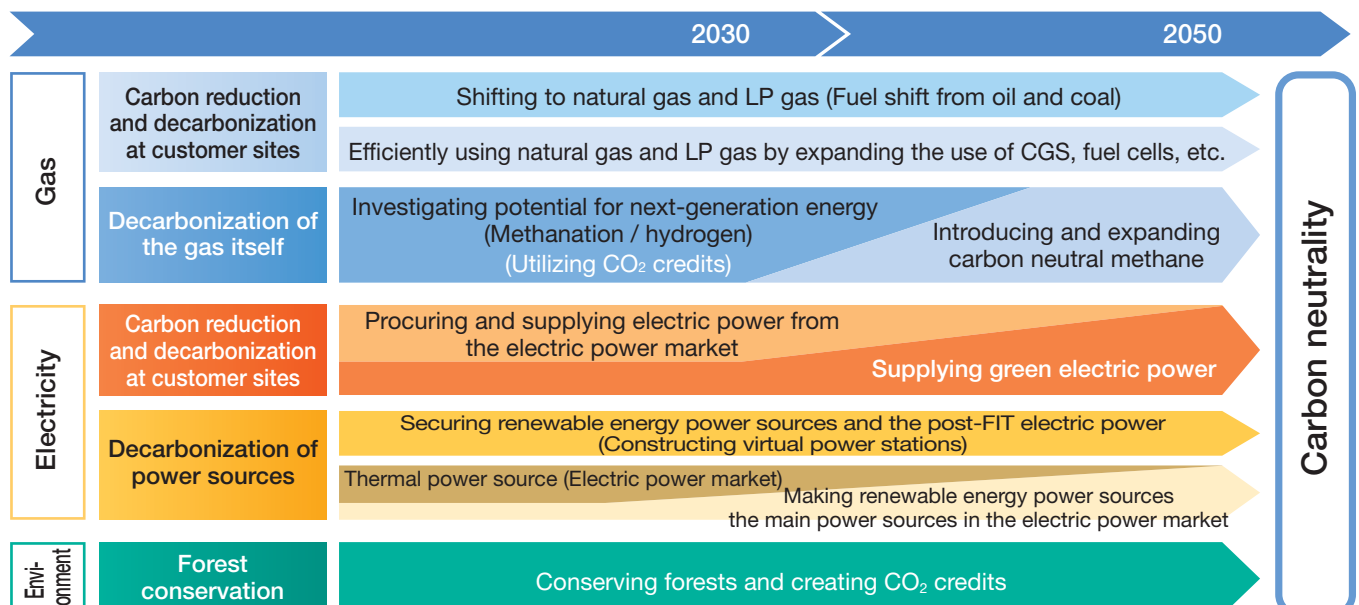 2030
2050
Gas
Carbon reduction
and decarbonization
at customer sites
Shifting to natural gas and LP gas (Fuel shift from oil and coal)
Efficiently using natural gas and LP gas by expanding the use of CGS, fuel cells, etc.
Decarbonization of
the gas itself
Investigating potential for next-generation energy
(Methanation / hydrogen)
(Utilizing CO₂ credits)
Introducing and expanding
carbon neutral methane
Electricity
Carbon reduction
and decarbonization
at customer sites
Procuring and supplying electric power from
the electric power market
Supplying green electric power
Decarbonization of
power sources
Securing renewable energy power sources and the post-FIT electric power
(Constructing virtual power stations)
Thermal power source (Electric power market)
Making renewable energy power sources
the main power sources in the electric power market
Envi-
onment
Forest
conservation
Conserving forests and creating CO₂ credits
Carbon neutrality